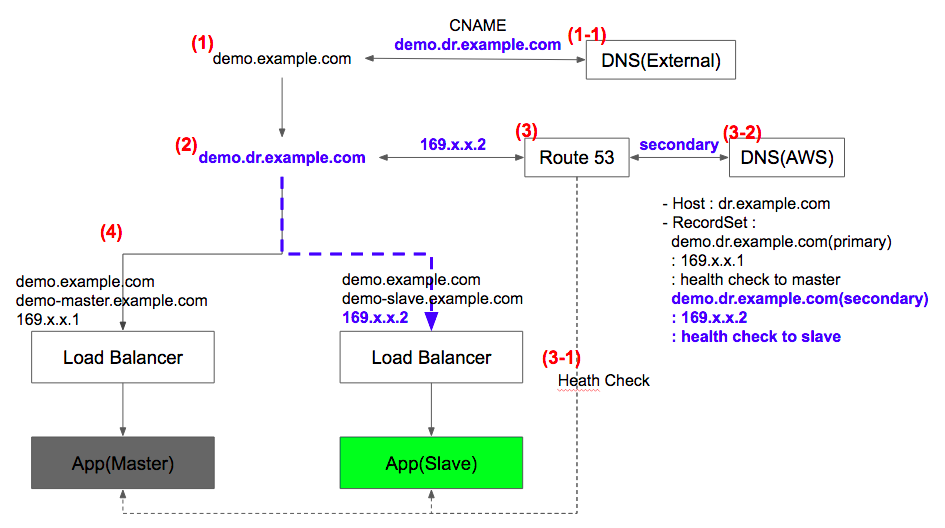 CNAME
(1)
demo.dr.example.com
(1-1)
demo.example.com
DNS(External)
(2)
demo.dr.example.com
169.x.x.2
(3)
Route 53
secondary
(3-2)
DNS(AWS)
- Host : dr.example.com
- RecordSet :
demo.dr.example.com(primary)
: 169.x.x.1
: health check to master
demo.dr.example.com(secondary)
: 169.x.x.2
: health check to slave
(4)
demo.example.com
demo-master.example.com
169.x.x.1
demo.example.com
demo-slave.example.com
169.x.x.2
Load Balancer
Load Balancer
(3-1)
Heath Check
App(Master)
App(Slave)